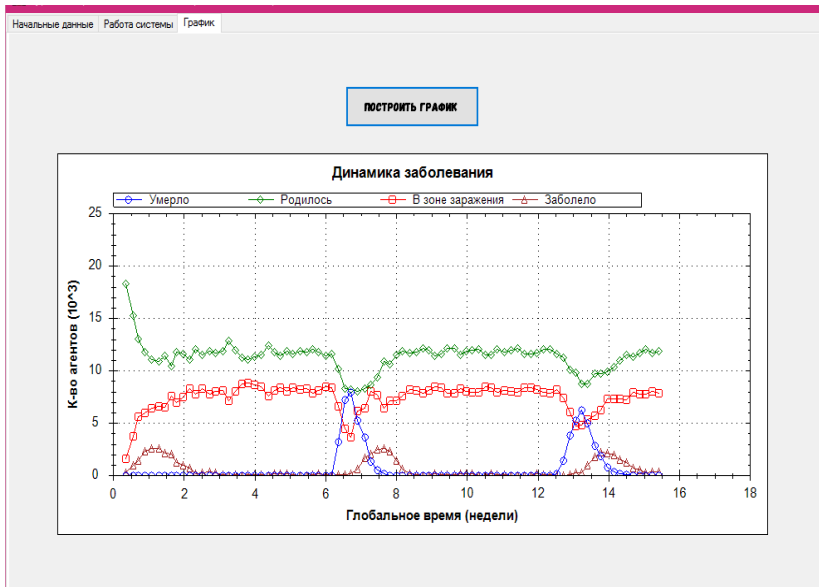 Начальные данные Работа системы График
ПОСТРОИТЬ ГРАФИК
Динамика заболевания
Умерло Родилось В зоне заражения Заболело
25
20
15
10
5
0
К-во агентов (10^3)
0 2 4 6 8 10 12 14 16 18
Глобальное время (недели)